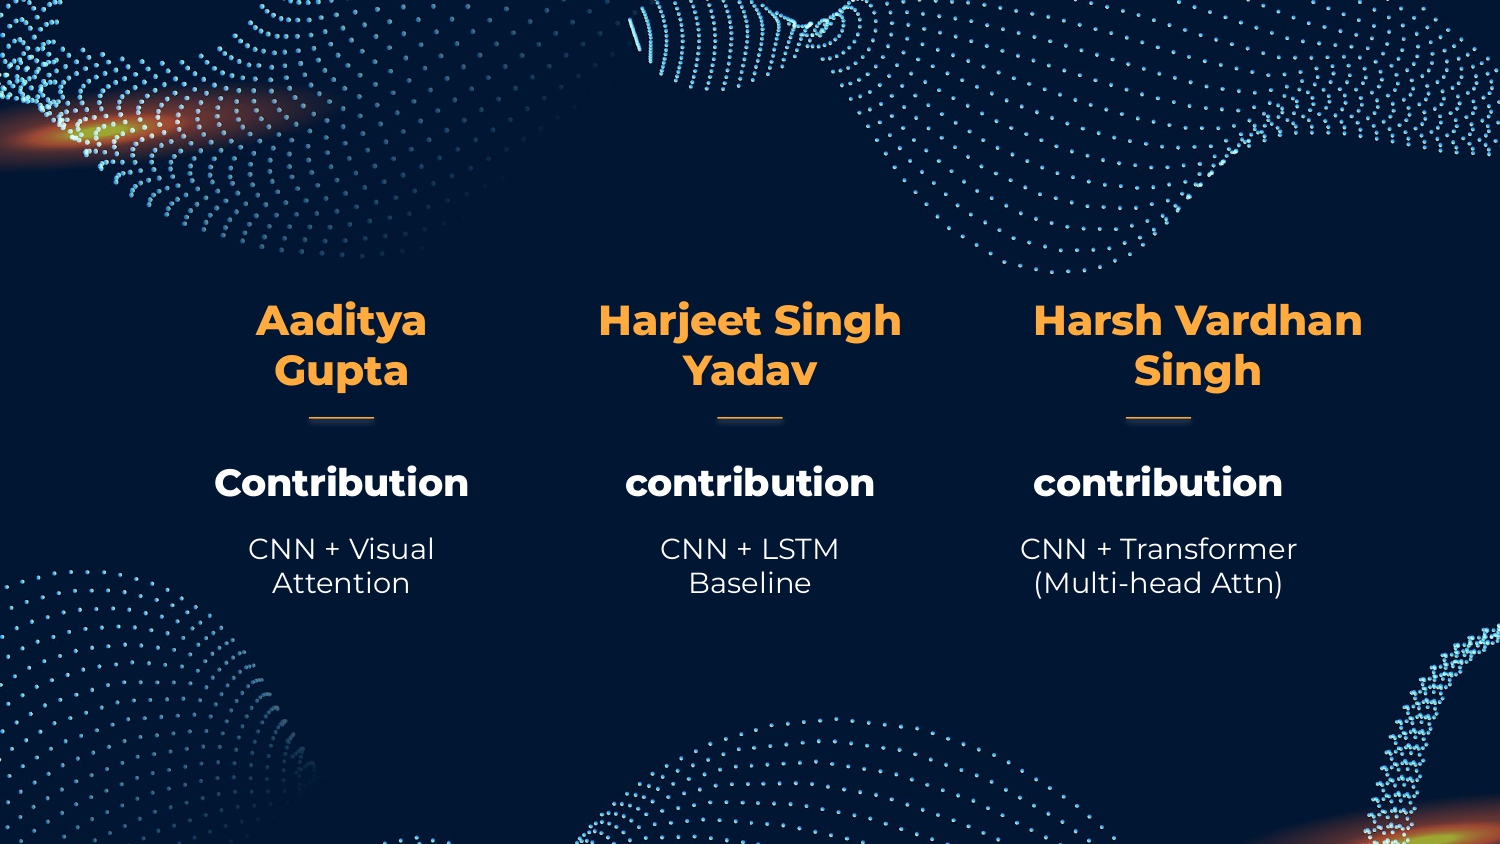 Aaditya
Gupta
Contribution
CNN + Visual
Attention
Harjeet Singh
Yadav
contribution
CNN + LSTM
Baseline
Harsh Vardhan
Singh
contribution
CNN + Transformer
(Multi-head Attn)